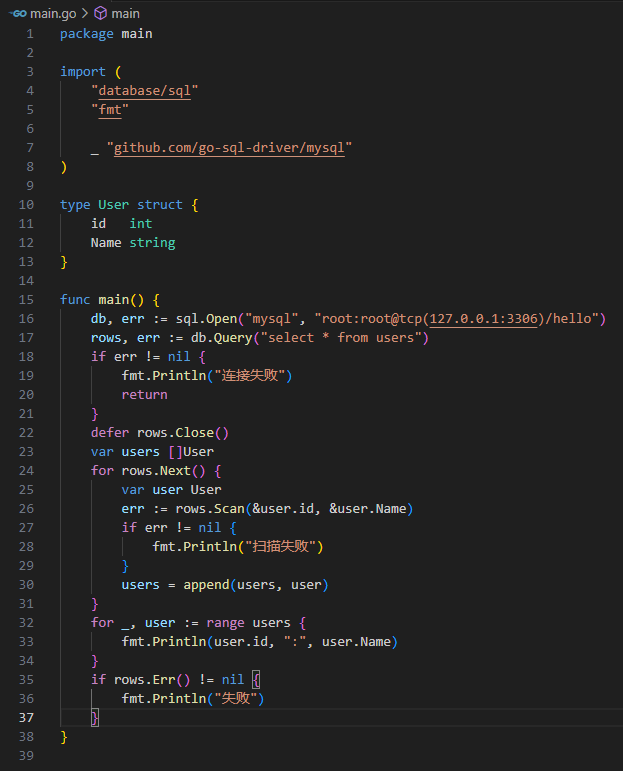 main.go > main
1 package main
2
3 import (
4     "database/sql"
5     "fmt"
6
7     _ "github.com/go-sql-driver/mysql"
8 )
9
10 type User struct {
11     id   int
12     Name string
13 }
14
15 func main() {
16     db, err := sql.Open("mysql", "root:root@tcp(127.0.0.1:3306)/hello")
17     rows, err := db.Query("select * from users")
18     if err != nil {
19         fmt.Println("连接失败")
20         return
21     }
22     defer rows.Close()
23     var users []User
24     for rows.Next() {
25         var user User
26         err := rows.Scan(&user.id, &user.Name)
27         if err != nil {
28             fmt.Println("扫描失败")
29         }
30         users = append(users, user)
31     }
32     for _, user := range users {
33         fmt.Println(user.id, ":", user.Name)
34     }
35     if rows.Err() != nil {
36         fmt.Println("失败")
37     }
38 }
39